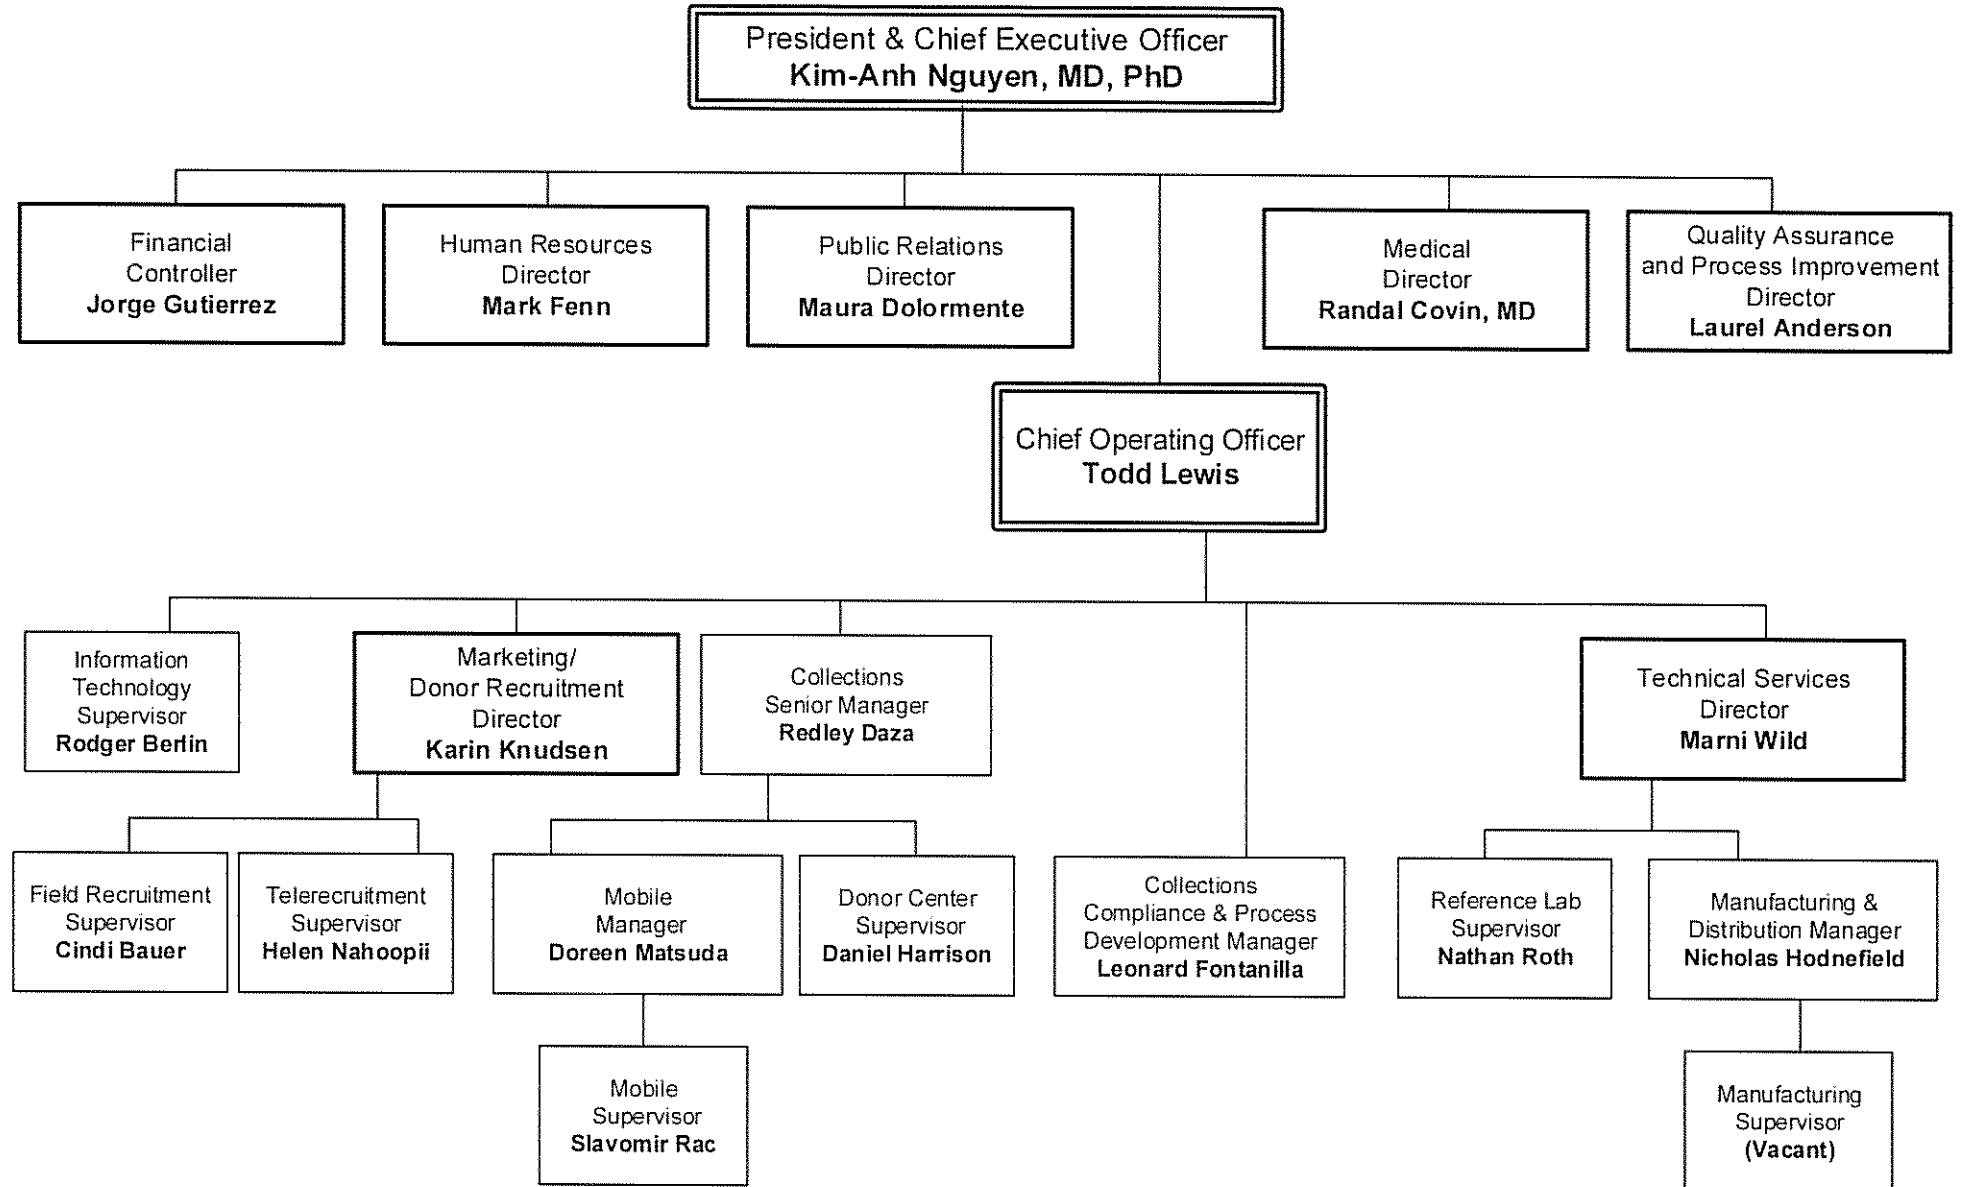 President & Chief Executive Officer
Kim-Anh Nguyen, MD, PhD
Financial
Controller
Jorge Gutierrez
Human Resources
Director
Mark Fenn
Public Relations
Director
Maura Dolormente
Medical
Director
Randal Covin, MD
Quality Assurance
and Process Improvement
Director
Laurel Anderson
Chief Operating Officer
Todd Lewis
Information
Technology
Supervisor
Rodger Berlin
Marketing/
Donor Recruitment
Director
Karin Knudsen
Collections
Senior Manager
Redley Daza
Technical Services
Director
Marni Wild
Field Recruitment
Supervisor
Cindi Bauer
Telerecruitment
Supervisor
Helen Nahoopii
Mobile
Manager
Doreen Matsuda
Donor Center
Supervisor
Daniel Harrison
Collections
Compliance & Process
Development Manager
Leonard Fontanilla
Reference Lab
Supervisor
Nathan Roth
Manufacturing &
Distribution Manager
Nicholas Hodnefield
Mobile
Supervisor
Slavomir Rac
Manufacturing
Supervisor
(Vacant)